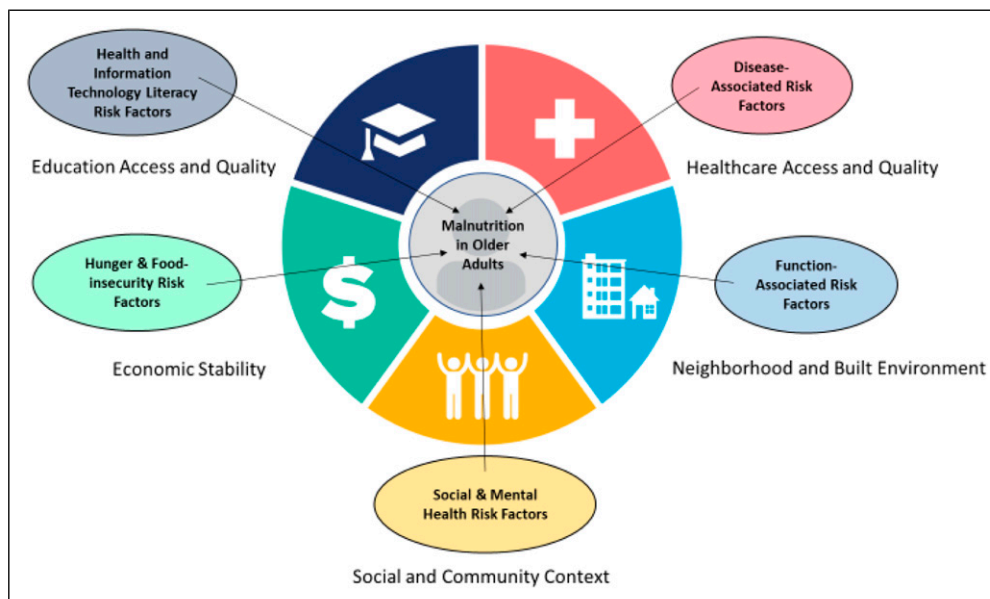 Health and
Information
Technology Literacy
Risk Factors
Education Access and Quality
Disease-
Associated Risk
Factors
Healthcare Access and Quality
Malnutrition
in Older
Adults
Hunger & Food-
insecurity Risk
Factors
Economic Stability
$
Function-
Associated Risk
Factors
Neighborhood and Built Environment
Social & Mental
Health Risk Factors
Social and Community Context